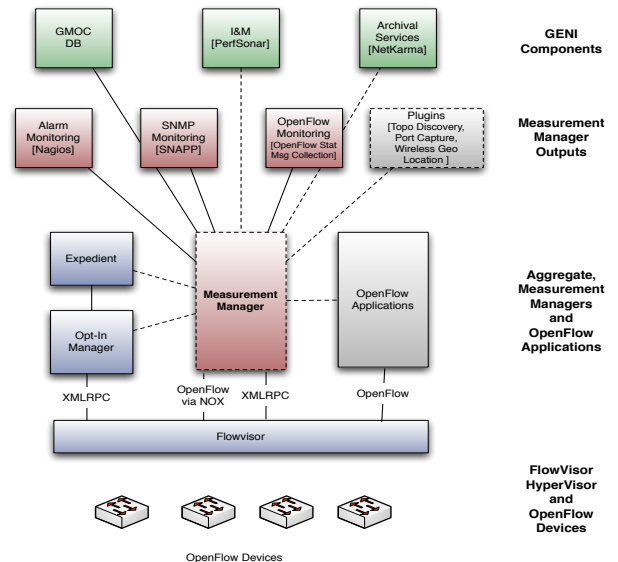 GMOC
DB
I&M
[PerfSonar]
Archival
Services
[NetKarma]
GENI
Components
Alarm
Monitoring
[Nagios]
SNMP
Monitoring
[SNAPP]
OpenFlow
Monitoring
[OpenFlow Stat
Msg Collection]
Plugins
[Topo Discovery,
Port Capture,
Wireless Geo
Location ]
Measurement
Manager
Outputs
Expedient
Opt-In
Manager
Measurement
Manager
OpenFlow
Applications
Aggregate,
Measurement
Managers
and
OpenFlow
Applications
XMLRPC
OpenFlow
via NOX
XMLRPC
OpenFlow
Flowvisor
FlowVisor
HyperVisor
and
OpenFlow
Devices
OpenFlow Devices